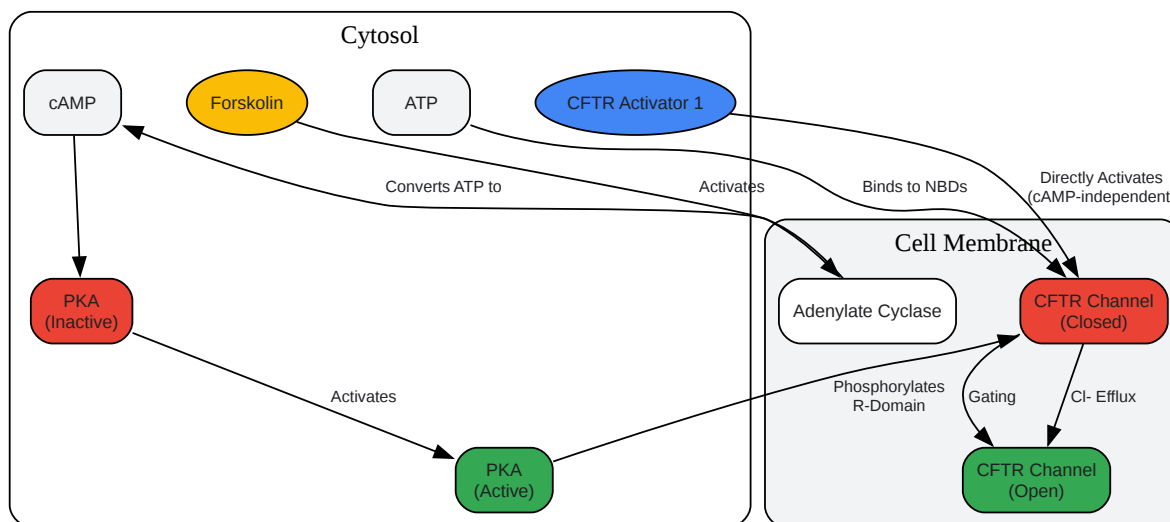 Cytosol
cAMP
Forskolin
ATP
CFTR Activator 1
Converts ATP to
Activates
Binds to NBDs
Directly Activates
(cAMP-independent
Cell Membrane
PKA
(Inactive)
Adenylate Cyclase
CFTR Channel
(Closed)
Activates
Phosphorylates
R-Domain
Gating
Cl- Efflux
PKA
(Active)
CFTR Channel
(Open)